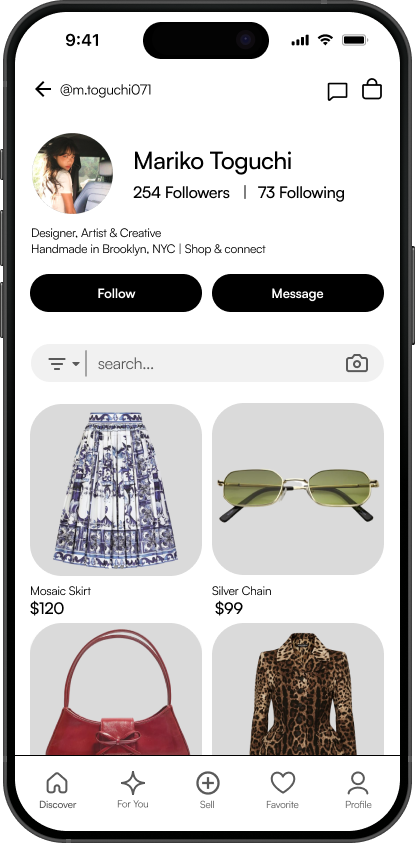 9:41
@m.toguchi071
Mariko Toguchi
254 Followers | 73 Following
Designer, Artist & Creative
Handmade in Brooklyn, NYC | Shop & connect
Follow Message
search...
Mosaic Skirt Silver Chain
$120 $99
Discover For You Sell Favorite Profile